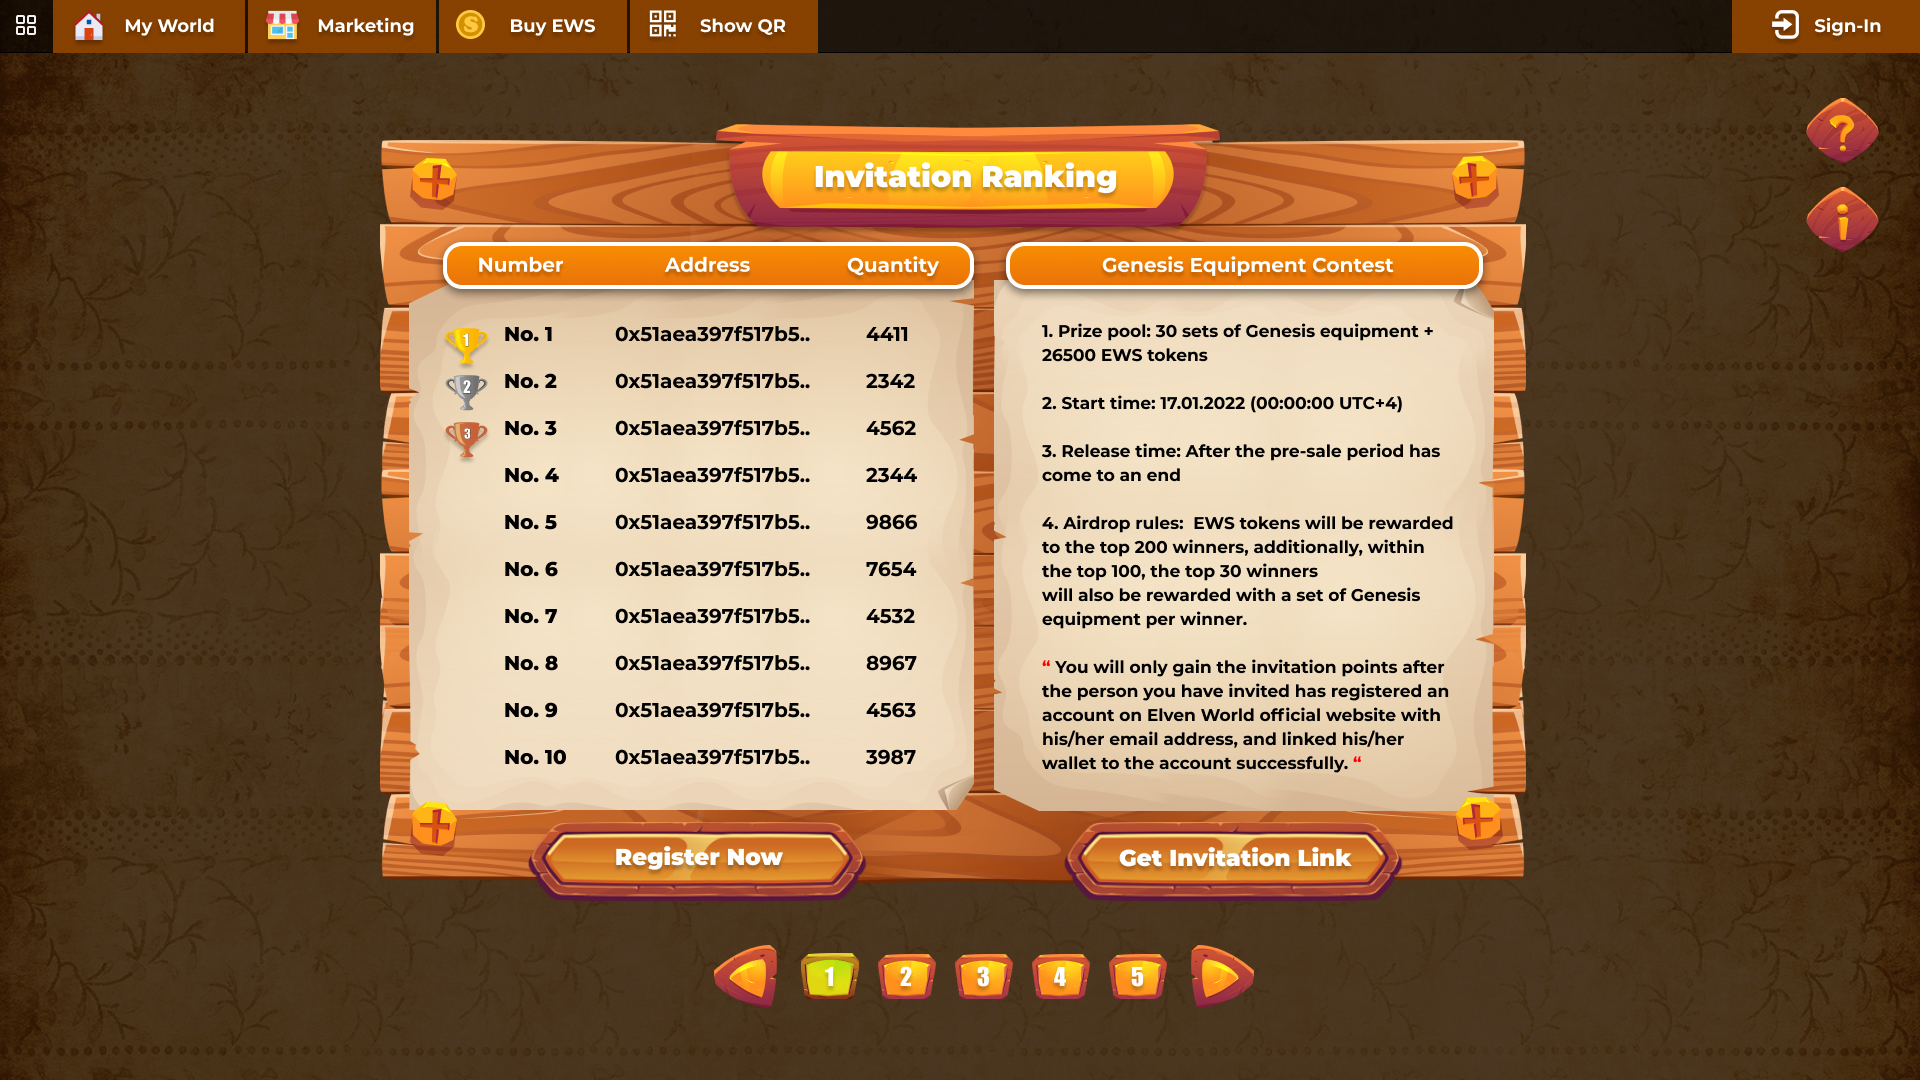 My World
Marketing
Buy EWS
Show QR
Sign-In
Invitation Ranking
Number Address Quantity
1 No. 1 0x51aea397f517b5.. 4411
2 No. 2 0x51aea397f517b5.. 2342
3 No. 3 0x51aea397f517b5.. 4562
No. 4 0x51aea397f517b5.. 2344
No. 5 0x51aea397f517b5.. 9866
No. 6 0x51aea397f517b5.. 7654
No. 7 0x51aea397f517b5.. 4532
No. 8 0x51aea397f517b5.. 8967
No. 9 0x51aea397f517b5.. 4563
No. 10 0x51aea397f517b5.. 3987
Genesis Equipment Contest
1. Prize pool: 30 sets of Genesis equipment +
26500 EWS tokens
2. Start time: 17.01.2022 (00:00:00 UTC+4)
3. Release time: After the pre-sale period has
come to an end
4. Airdrop rules:  EWS tokens will be rewarded
to the top 200 winners, additionally, within
the top 100, the top 30 winners
will also be rewarded with a set of Genesis
equipment per winner.
“ You will only gain the invitation points after
the person you have invited has registered an
account on Elven World official website with
his/her email address, and linked his/her
wallet to the account successfully. “
Register Now
Get Invitation Link
1 2 3 4 5
?
i